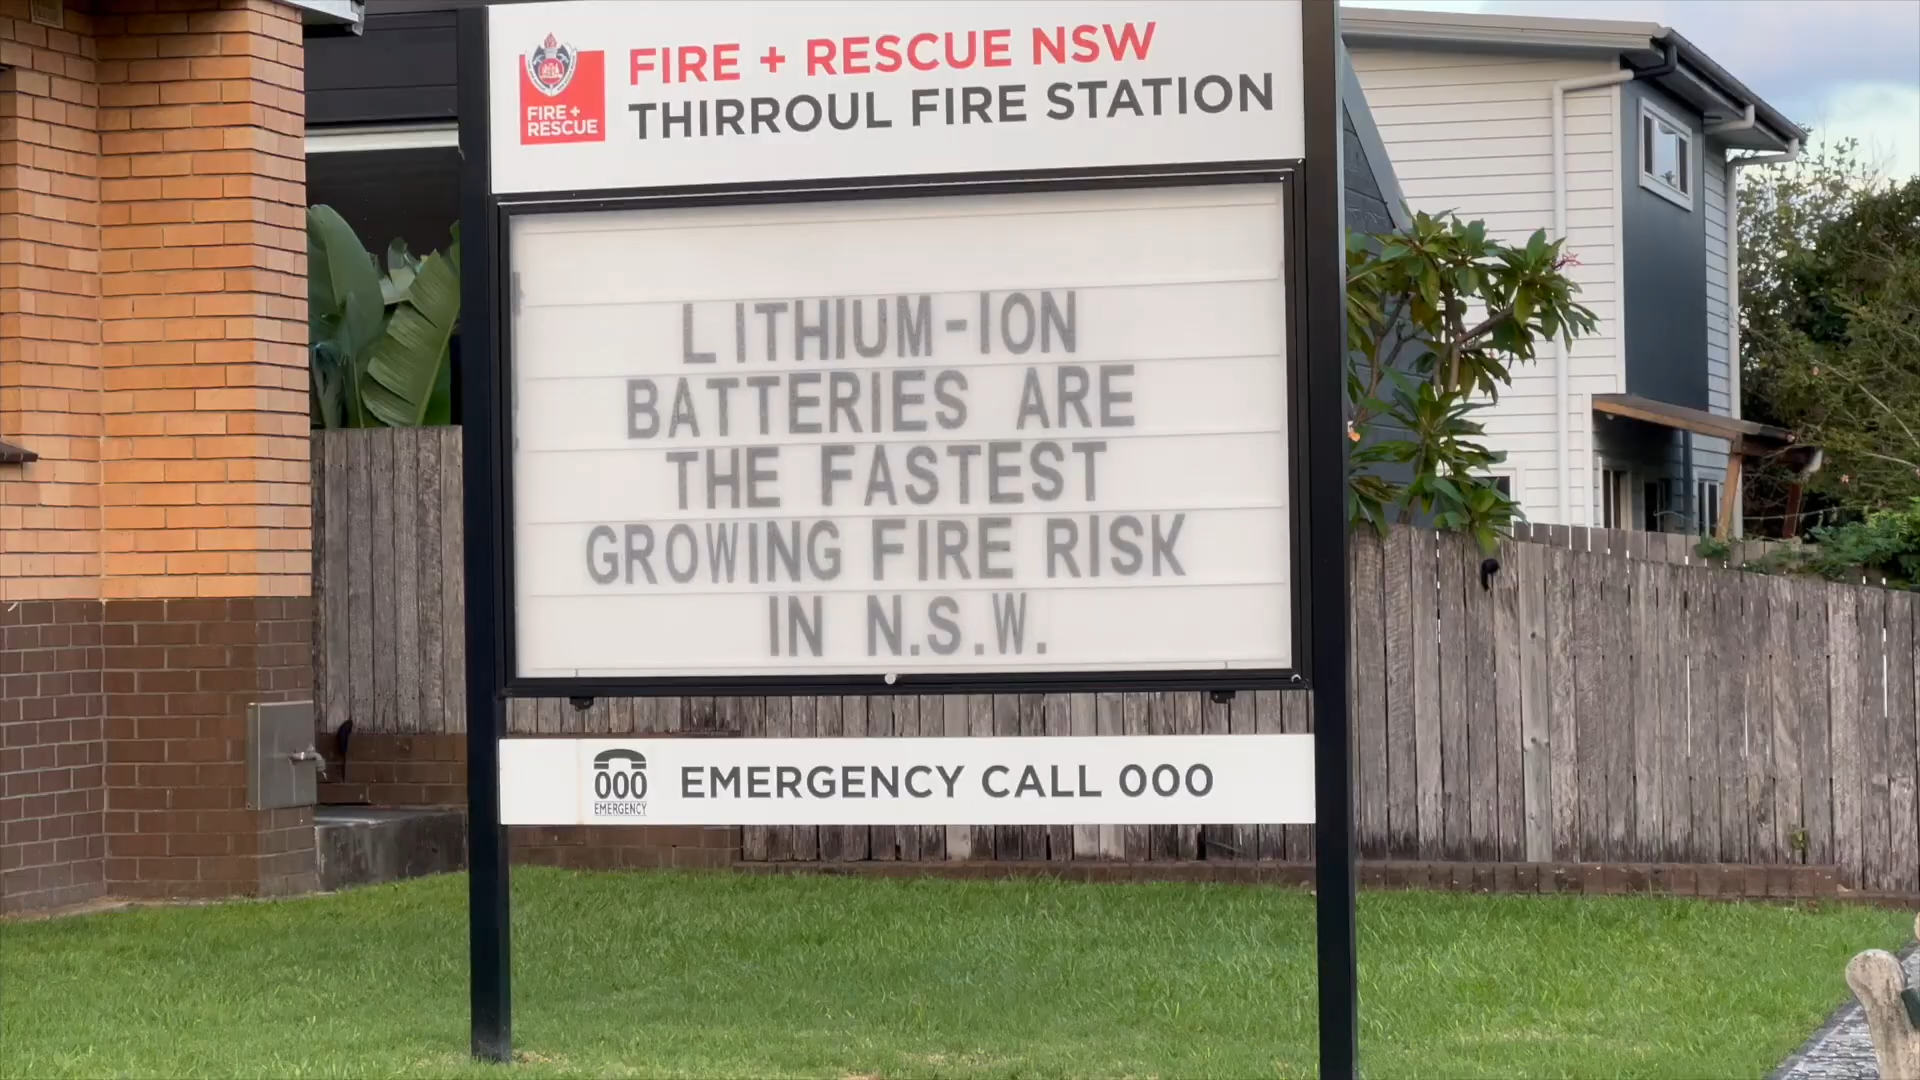 FIRE + RESCUE NSW
THIRROUL FIRE STATION
FIRE +
RESCUE
LITHIUM-ION
BATTERIES ARE
THE FASTEST
GROWING FIRE RISK
IN N.S.W.
000
EMERGENCY
EMERGENCY CALL 000